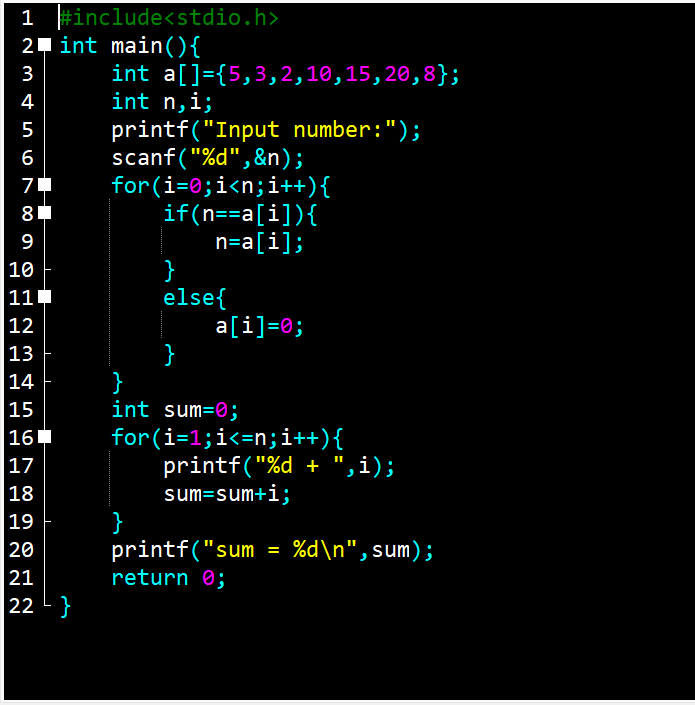 1 #include<stdio.h>
2 int main(){
3 int a[]={5,3,2,10,15,20,8};
4 int n,i;
5 printf("Input number:");
6 scanf("%d",&n);
7 for(i=0;i<n;i++){
8 if(n==a[i]){
9 n=a[i];
10 }
11 else{
12 a[i]=0;
13 }
14 }
15 int sum=0;
16 for(i=1;i<=n;i++){
17 printf("%d + ",i);
18 sum=sum+i;
19 }
20 printf("sum = %d\n",sum);
21 return 0;
22 }